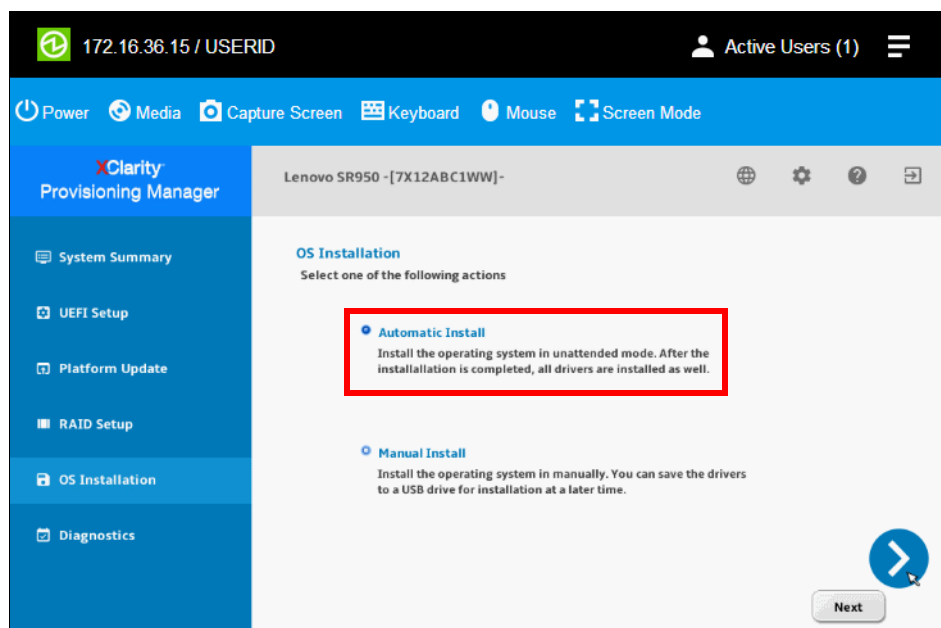 172.16.36.15 / USERID
Active Users (1)
Power Media Capture Screen Keyboard Mouse Screen Mode
XClarity
Provisioning Manager
Lenovo SR950 -[7X12ABC1WW]-
System Summary
UEFI Setup
Platform Update
RAID Setup
OS Installation
Diagnostics
OS Installation
Select one of the following actions
Automatic Install
Install the operating system in unattended mode. After the
installallation is completed, all drivers are installed as well.
Manual Install
Install the operating system in manually. You can save the drivers
to a USB drive for installation at a later time.
Next